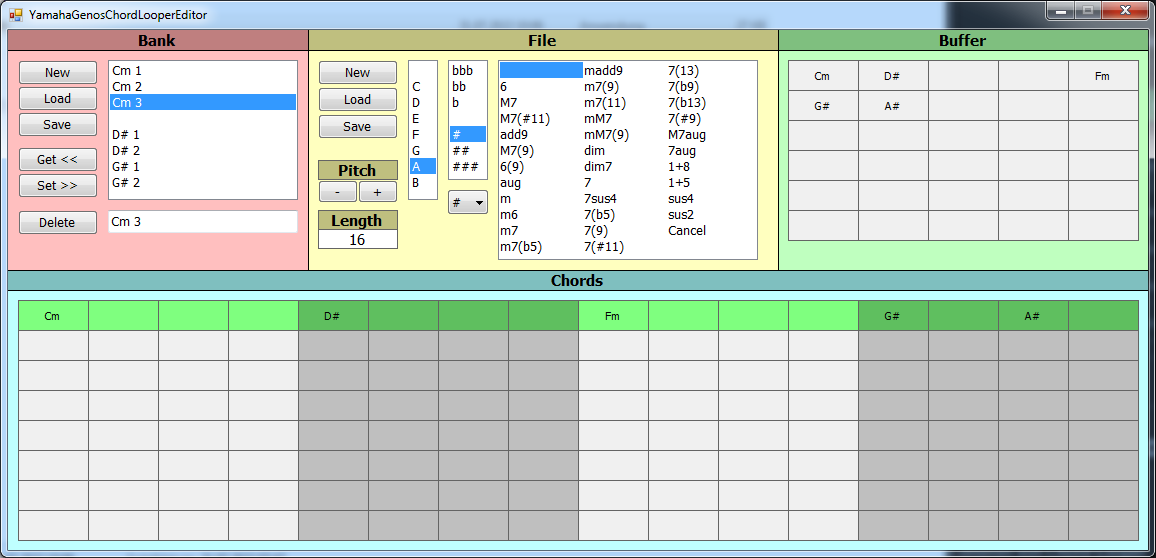 YamahaGenosChordLooperEditor
Bank
New
Load
Save
Get <<
Set >>
Delete
Cm 1
Cm 2
Cm 3
D# 1
D# 2
G# 1
G# 2
Cm 3
File
New
Load
Save
Pitch
- +
Length
16
C
D
E
F
G
A
B
bbb
bb
b
#
##
###
#
6
M7
M7(#11)
add9
M7(9)
6(9)
aug
m
m6
m7
m7(b5)
madd9
m7(9)
m7(11)
mM7
mM7(9)
dim
dim7
7
7sus4
7(b5)
7(9)
7(#11)
7(13)
7(b9)
7(b13)
7(#9)
M7aug
7aug
1+8
1+5
sus4
sus2
Cancel
Buffer
Cm D# Fm
G# A#
Chords
Cm D# Fm G# A#